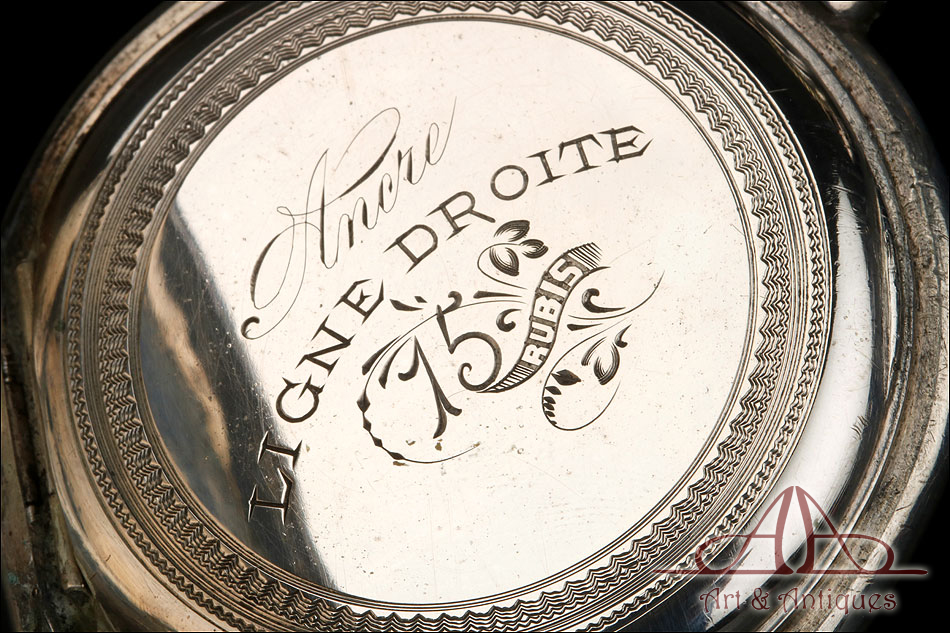 Ancre
LIGNE DROITE
15 RUBIS
Art & Antiques